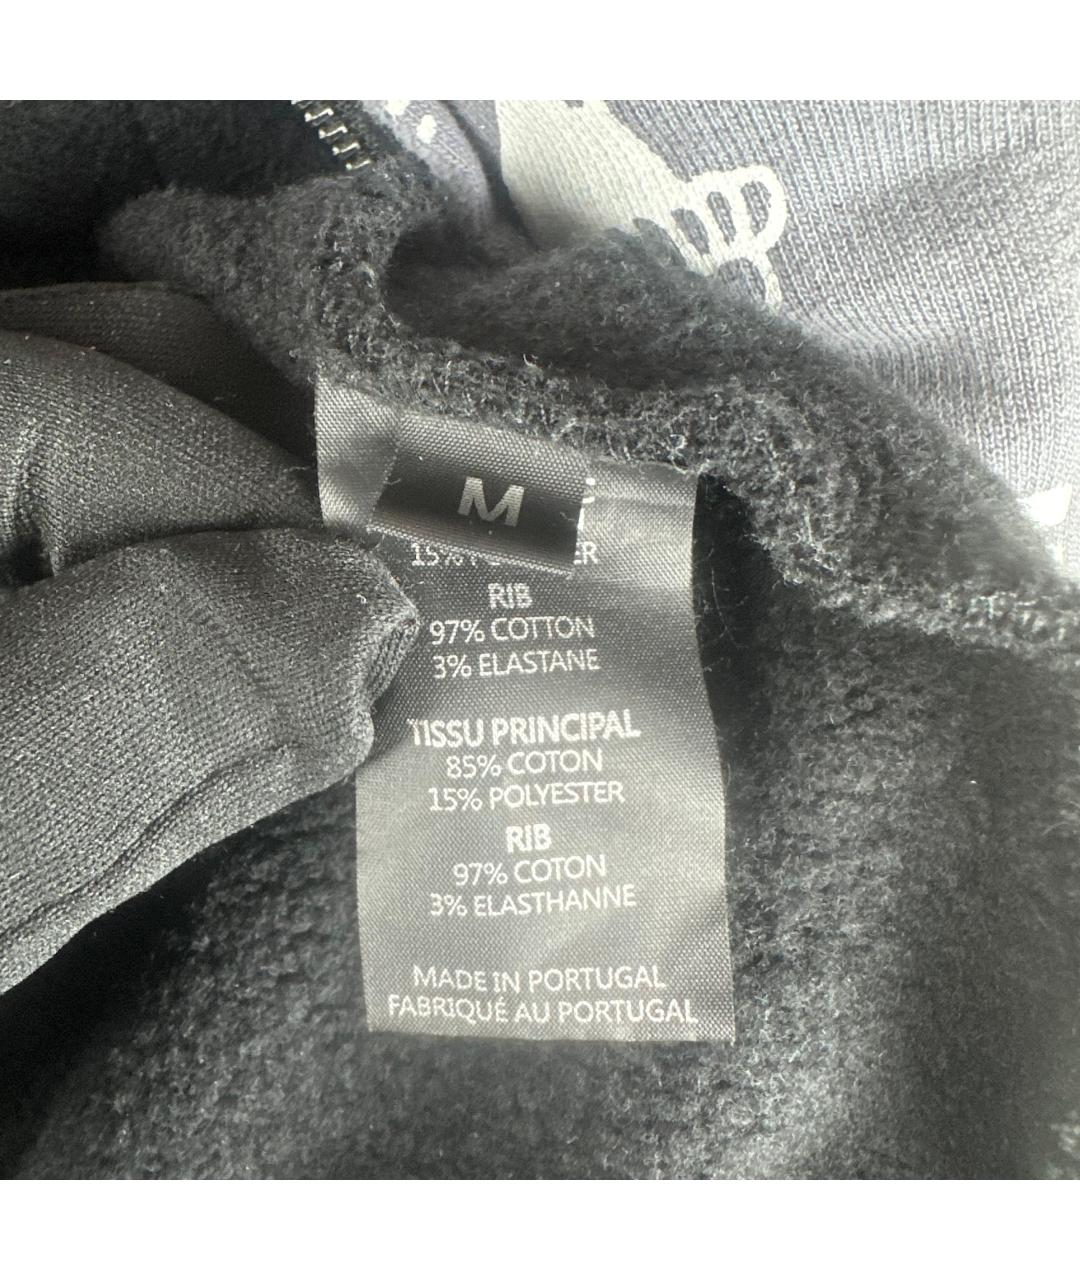 M
15%
RIB
97% COTTON
3% ELASTANE
TISSU PRINCIPAL
85% COTON
15% POLYESTER
RIB
97% COTON
3% ELASTHANNE
MADE IN PORTUGAL
FABRIQUÉ AU PORTUGAL